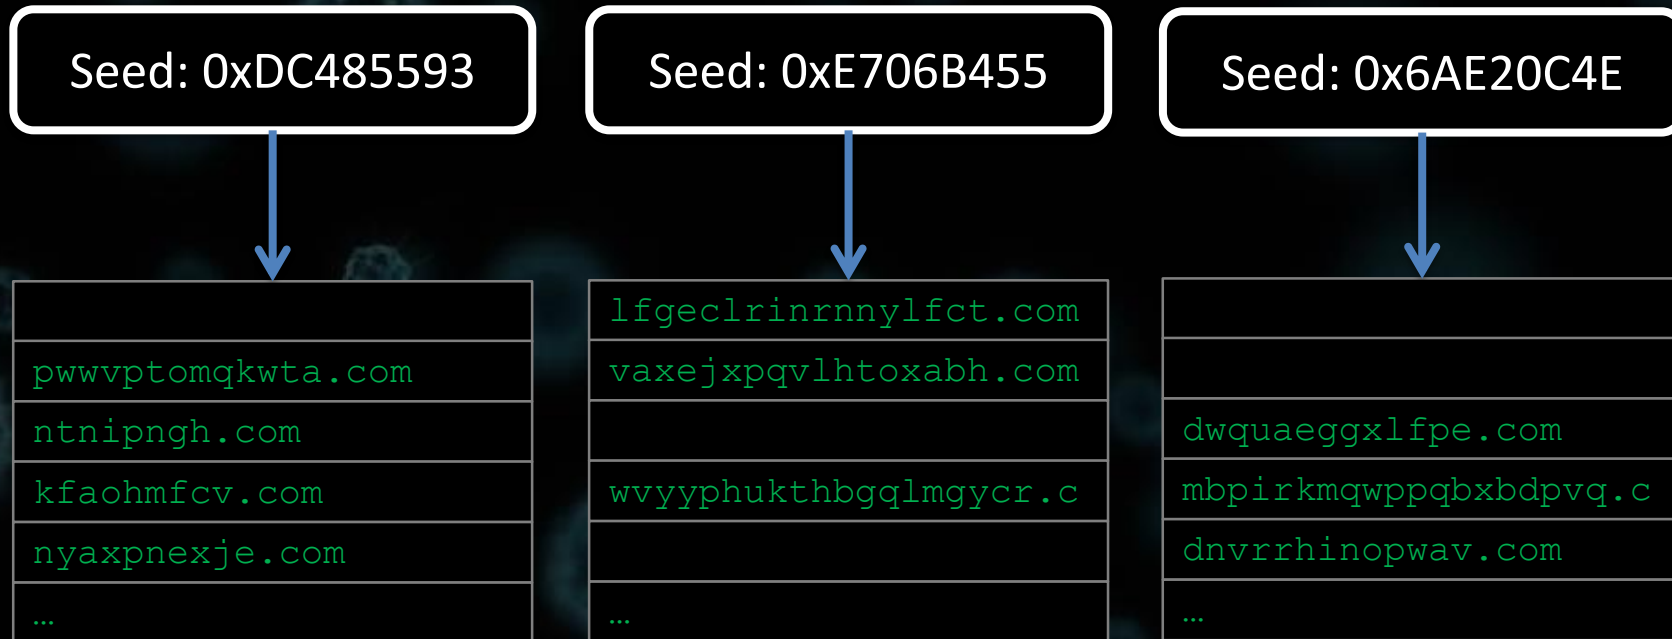 Seed: 0xDC485593
pwwvptomqkwta.com
ntnipngh.com
kfaohmfcv.com
nyaxpnexje.com
…
Seed: 0xE706B455
lfgeclrinrnnylfct.com
vaxejxpqvlhtoxabh.com
wvyyphukthbgqlmgycr.c
…
Seed: 0x6AE20C4E
dwquaeggxlfpe.com
mbpirkmqwppqbxbdpvq.c
dnvrrhinopwav.com
…